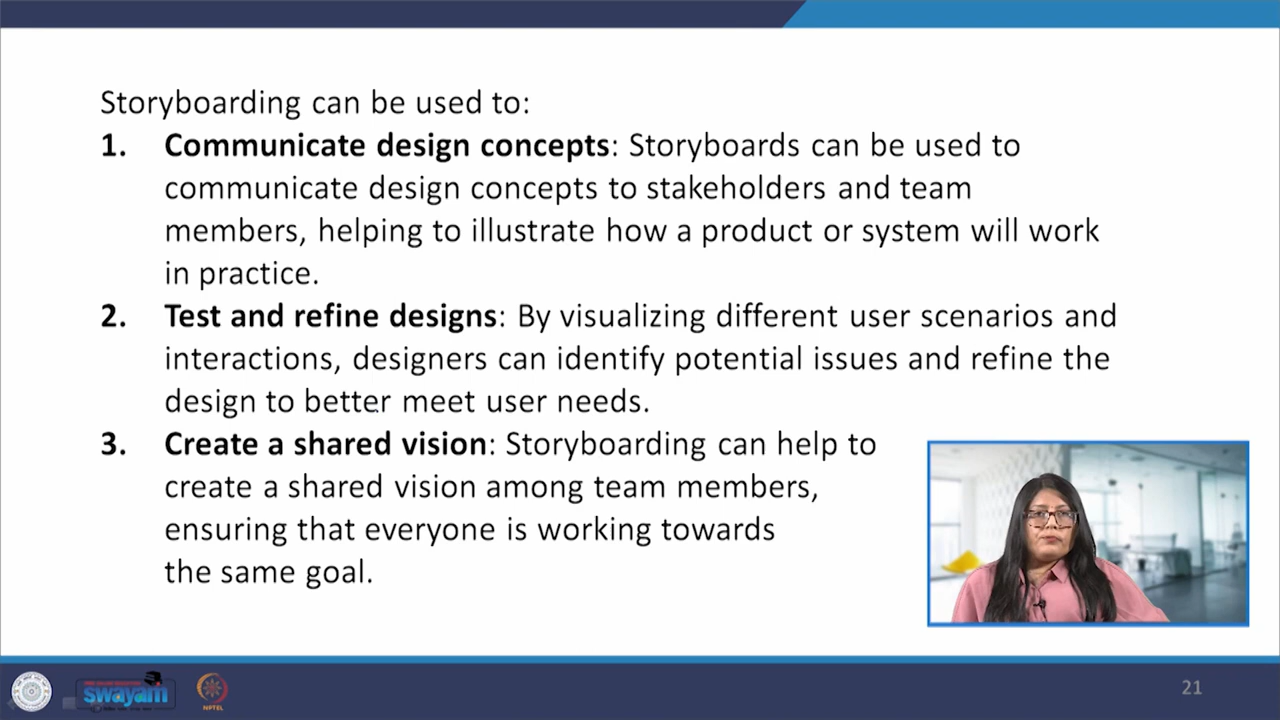 Storyboarding can be used to:
1. Communicate design concepts: Storyboards can be used to
communicate design concepts to stakeholders and team
members, helping to illustrate how a product or system will work
in practice.
2. Test and refine designs: By visualizing different user scenarios and
interactions, designers can identify potential issues and refine the
design to better meet user needs.
3. Create a shared vision: Storyboarding can help to
create a shared vision among team members,
ensuring that everyone is working towards
the same goal.
swayam
NPTEL
21